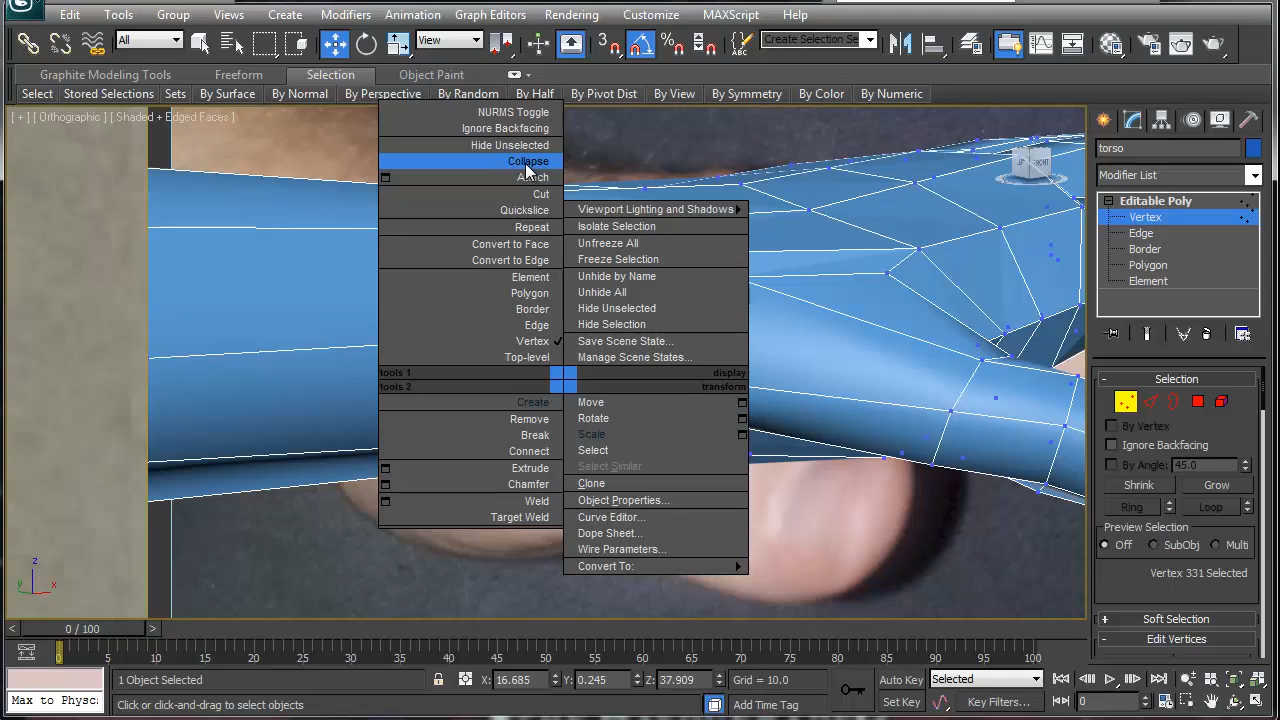 Edit Tools Group Views Create Modifiers Animation Graph Editors Rendering Customize MAXScript Help
All View 3 Create Selection Se
Graphite Modeling Tools Freeform Selection Object Paint
Select Stored Selections Sets By Surface By Normal By Perspective By Random By Half By Pivot Dist By View By Symmetry By Color By Numeric
[ + ] [ Orthographic ] [ Shaded + Edged Faces ]
NURMS Toggle
Ignore Backfacing
Hide Unselected
Collapse
Attach
Cut
Quickslice
Repeat
Convert to Face
Convert to Edge
Element
Polygon
Border
Edge
Vertex
Top-level
tools 1
tools 2
Create
Remove
Break
Connect
Extrude
Chamfer
Weld
Target Weld
Viewport Lighting and Shadows
Isolate Selection
Unfreeze All
Freeze Selection
Unhide by Name
Unhide All
Hide Unselected
Hide Selection
Save Scene State...
Manage Scene States...
display
transform
Move
Rotate
Scale
Select
Select Similar
Clone
Object Properties...
Curve Editor...
Dope Sheet...
Wire Parameters...
Convert To:
FRONT
torso
Modifier List
Editable Poly
Vertex
Edge
Border
Polygon
Element
- Selection
By Vertex
Ignore Backfacing
By Angle: 45.0
Shrink Grow
Ring Loop
Preview Selection
Off SubObj Multi
Vertex 331 Selected
+ Soft Selection
- Edit Vertices
z
y x
< 0 / 100 >
0 5 10 15 20 25 30 35 40 45 50 55 60 65 70 75 80 85 90 95 100
1 Object Selected X: 16.685 Y: 0.245 Z: 37.909 Grid = 10.0 Auto Key Selected
Max to Physc
Click or click-and-drag to select objects Add Time Tag Set Key Key Filters... 0